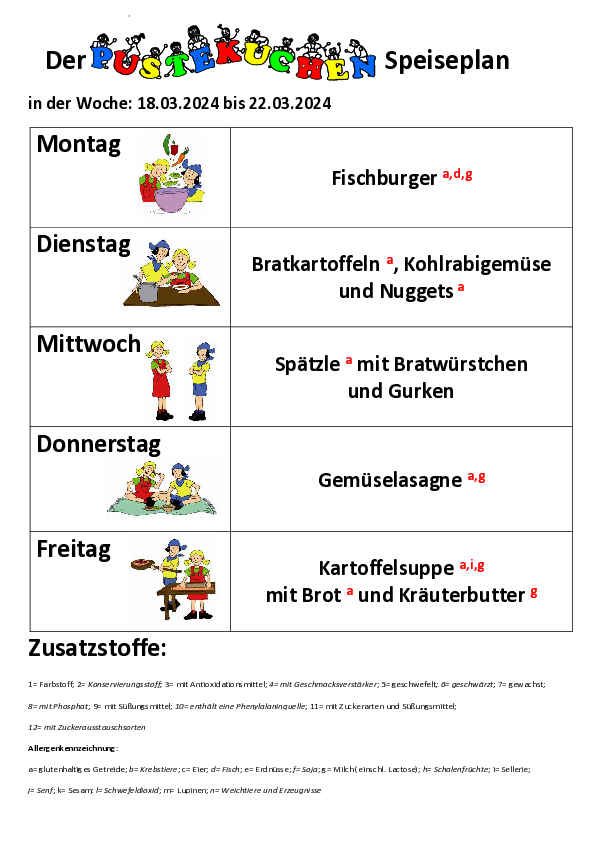 Der PUSTEKUCHEN Speiseplan
in der Woche: 18.03.2024 bis 22.03.2024
Montag
Fischburger a,d,g
Dienstag
Bratkartoffeln a, Kohlrabigemüse
und Nuggets a
Mittwoch
Spätzle a mit Bratwürstchen
und Gurken
Donnerstag
Gemüselasagne a,g
Freitag
Kartoffelsuppe a,i,g
mit Brot a und Kräuterbutter g
Zusatzstoffe:
1= Farbstoff; 2= Konservierungsstoff; 3= mit Antioxidationsmittel; 4= mit Geschmacksverstärker; 5=geschwefelt; 6= geschwärzt; 7= gewachst;
8= mit Phosphat; 9= mit Süßungsmittel; 10= enthält eine Phenylalaninquelle; 11= mit Zuckerarten und Süßungsmittel;
12= mit Zuckeraustauschsorten
Allergenkennzeichnung:
a=glutenhaltiges Getreide; b= Krebstiere; c= Eier; d= Fisch; e= Erdnüsse; f= Soja; g= Milch(einschl. Lactose); h= Schalenfrüchte; i= Sellerie;
j= Senf; k= Sesam; l= Schwefeldioxid; m= Lupinen; n= Weichtiere und Erzeugnisse